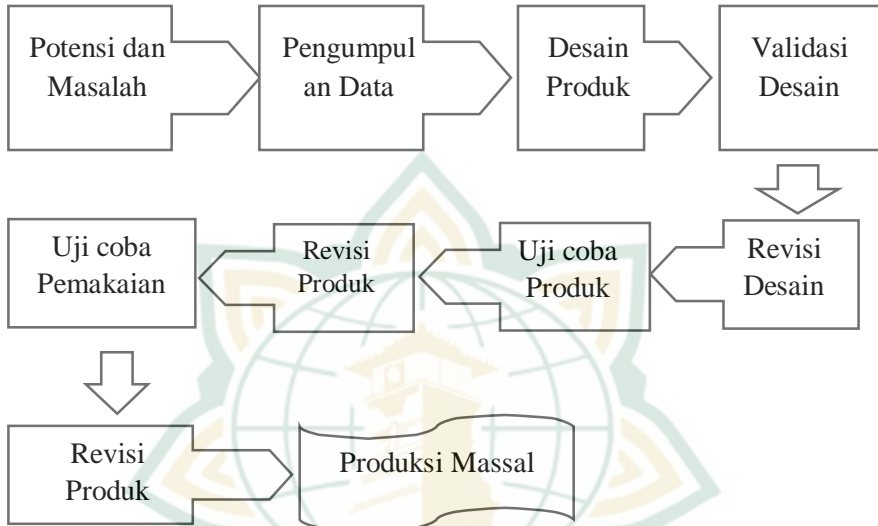 Potensi dan
Masalah
Pengumpul
an Data
Desain
Produk
Validasi
Desain
Revisi
Desain
Uji coba
Produk
Revisi
Produk
Uji coba
Pemakaian
Revisi
Produk
Produksi Massal